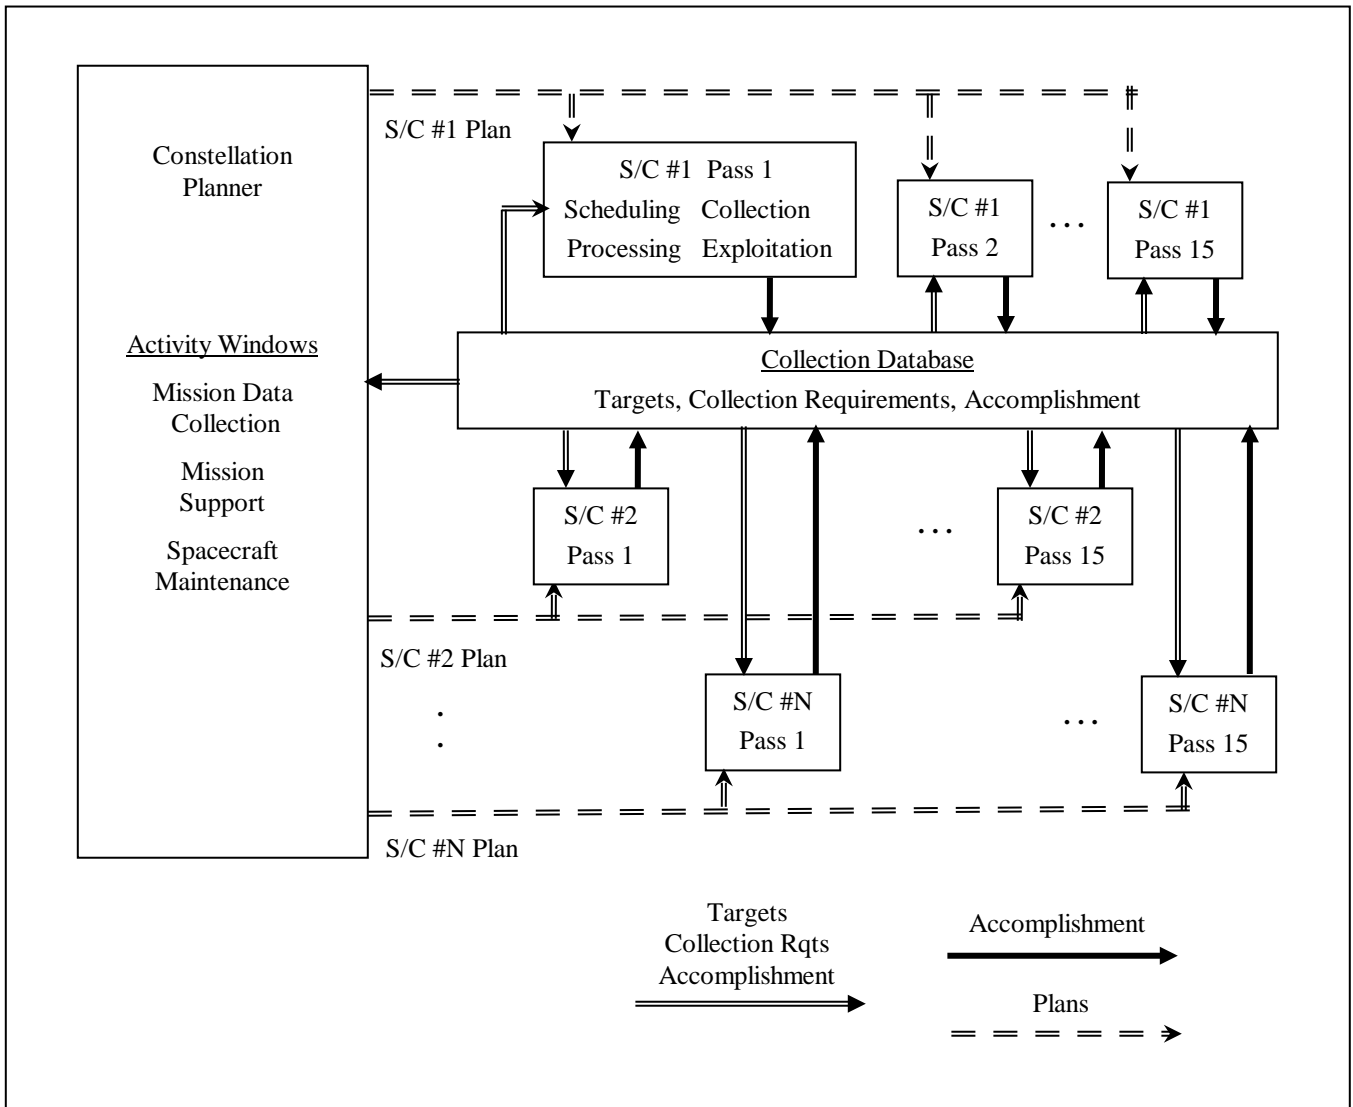 S/C #1 Plan
Constellation
Planner
S/C #1 Pass 1
Scheduling Collection
Processing Exploitation
S/C #1
Pass 2
...
S/C #1
Pass 15
Activity Windows
Mission Data
Collection
Mission
Support
Spacecraft
Maintenance
Collection Database
Targets, Collection Requirements, Accomplishment
S/C #2
Pass 1
...
S/C #2
Pass 15
S/C #2 Plan
.
.
S/C #N
Pass 1
...
S/C #N
Pass 15
S/C #N Plan
Targets
Collection Rqts
Accomplishment
Accomplishment
Plans